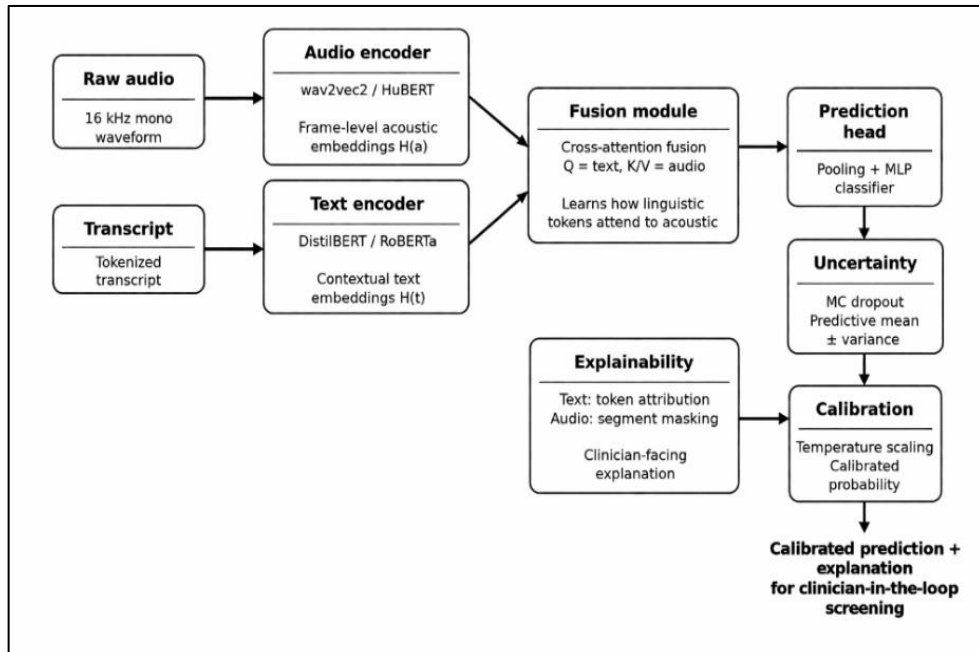 Raw audio
16 kHz mono
waveform
Audio encoder
wav2vec2 / HuBERT
Frame-level acoustic
embeddings H(a)
Transcript
Tokenized
transcript
Text encoder
DistilBERT / RoBERTa
Contextual text
embeddings H(t)
Fusion module
Cross-attention fusion
Q = text, K/V = audio
Learns how linguistic
tokens attend to acoustic
Prediction
head
Pooling + MLP
classifier
Uncertainty
MC dropout
Predictive mean
± variance
Explainability
Text: token attribution
Audio: segment masking
Clinician-facing
explanation
Calibration
Temperature scaling
Calibrated
probability
Calibrated prediction +
explanation
for clinician-in-the-loop
screening